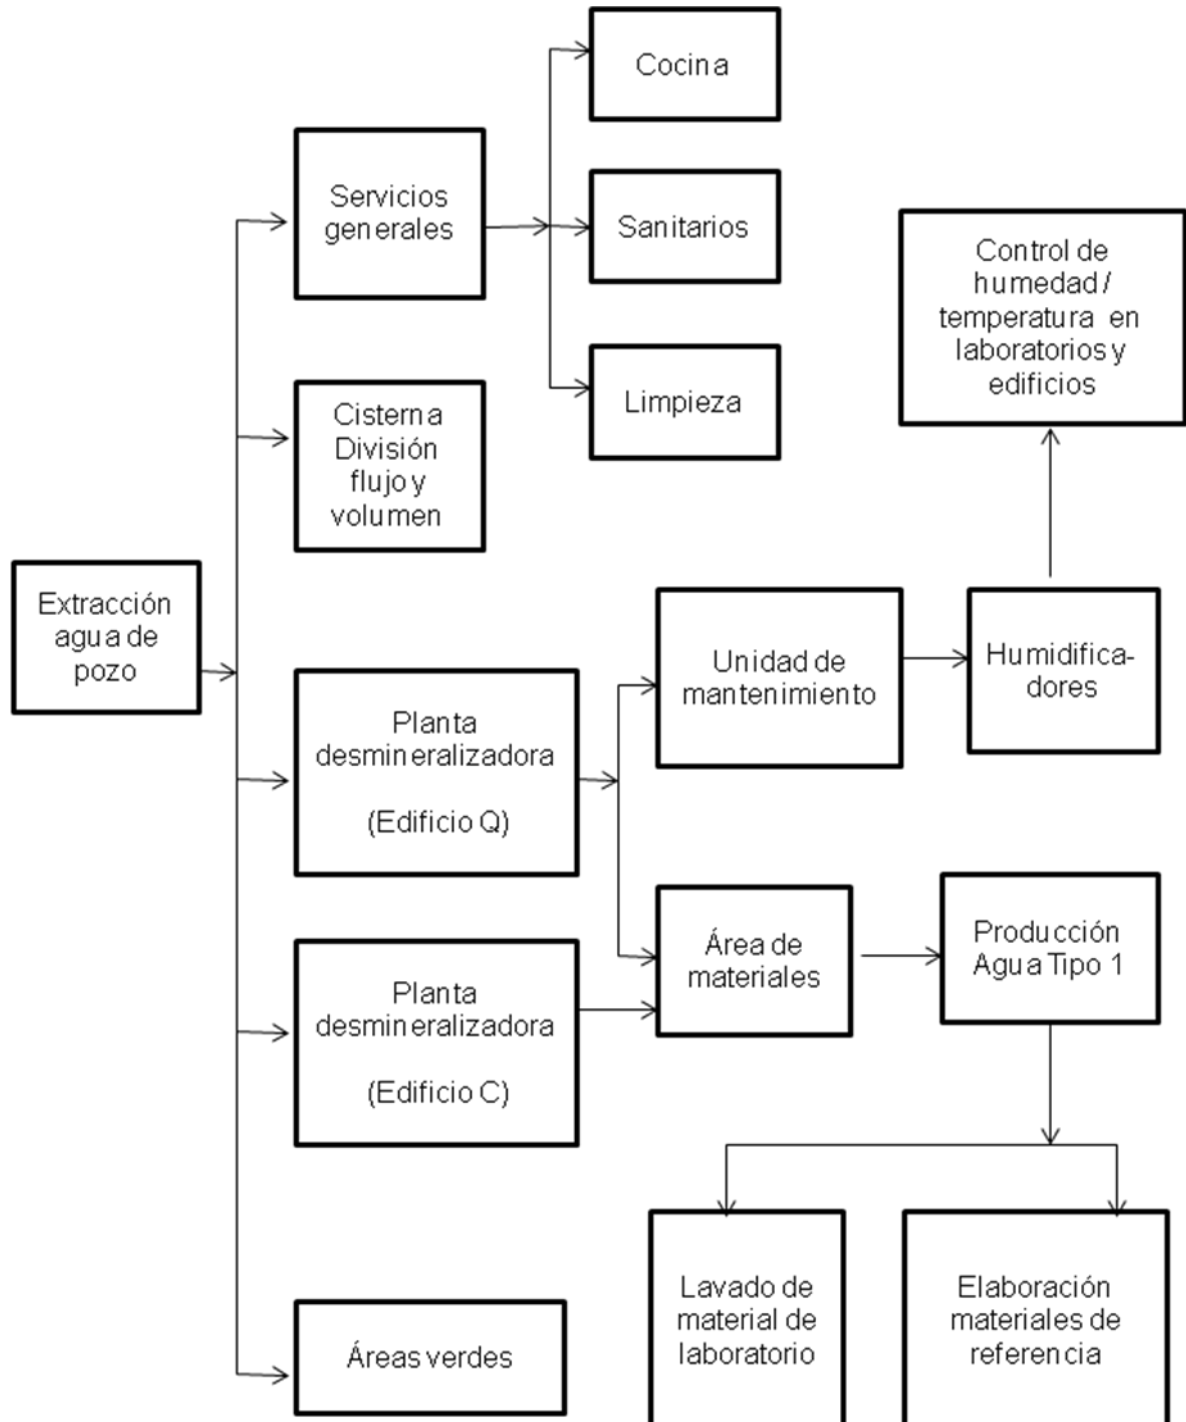 Cocina
Servicios
generales
Sanitarios
Limpieza
Control de
humedad/
temperatura en
laboratorios y
edificios
Cisterna
División
flujo y
volumen
Extracción
agua de
pozo
Unidad de
mantenimiento
Humidifica-
dores
Planta
desmineralizadora
(Edificio Q)
Área de
materiales
Producción
Agua Tipo 1
Planta
desmineralizadora
(Edificio C)
Áreas verdes
Lavado de
material de
laboratorio
Elaboración
materiales de
referencia